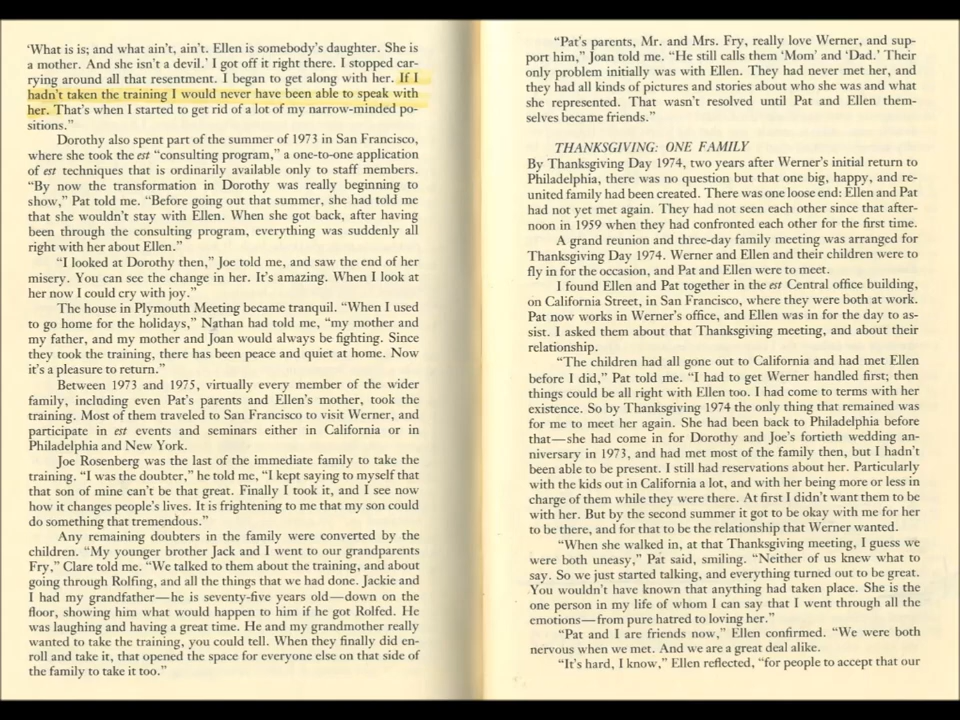 'What is is; and what ain't, ain't. Ellen is somebody's daughter. She is
a mother. And she isn't a devil.' I got off it right there. I stopped car-
rying around all that resentment. I began to get along with her. If I
hadn't taken the training I would never have been able to speak with
her. That's when I started to get rid of a lot of my narrow-minded po-
sitions."
Dorothy also spent part of the summer of 1973 in San Francisco,
where she took the est "consulting program," a one-to-one application
of est techniques that is ordinarily available only to staff members.
"By now the transformation in Dorothy was really beginning to
show," Pat told me. "Before going out that summer, she had told me
that she wouldn't stay with Ellen. When she got back, after having
been through the consulting program, everything was suddenly all
right with her about Ellen."
"I looked at Dorothy then," Joe told me, and saw the end of her
misery. You can see the change in her. It's amazing. When I look at
her now I could cry with joy."
The house in Plymouth Meeting became tranquil. "When I used
to go home for the holidays," Nathan had told me, "my mother and
my father, and my mother and Joan would always be fighting. Since
they took the training, there has been peace and quiet at home. Now
it's a pleasure to return."
Between 1973 and 1975, virtually every member of the wider
family, including even Pat's parents and Ellen's mother, took the
training. Most of them traveled to San Francisco to visit Werner, and
participate in est events and seminars either in California or in
Philadelphia and New York.
Joe Rosenberg was the last of the immediate family to take the
training. "I was the doubter," he told me, "I kept saying to myself that
that son of mine can't be that great. Finally I took it, and I see now
how it changes people's lives. It is frightening to me that my son could
do something that tremendous."
Any remaining doubters in the family were converted by the
children. "My younger brother Jack and I went to our grandparents
Fry," Clare told me. "We talked to them about the training, and about
going through Rolfing, and all the things that we had done. Jackie and
I had my grandfather—he is seventy-five years old—down on the
floor, showing him what would happen to him if he got Rolfed. He
was laughing and having a great time. He and my grandmother really
wanted to take the training, you could tell. When they finally did en-
roll and take it, that opened the space for everyone else on that side of
the family to take it too."
"Pat's parents, Mr. and Mrs. Fry, really love Werner, and sup-
port him," Joan told me. "He still calls them 'Mom' and 'Dad.' Their
only problem initially was with Ellen. They had never met her, and
they had all kinds of pictures and stories about who she was and what
she represented. That wasn't resolved until Pat and Ellen them-
selves became friends."
THANKSGIVING: ONE FAMILY
By Thanksgiving Day 1974, two years after Werner's initial return to
Philadelphia, there was no question but that one big, happy, and re-
united family had been created. There was one loose end: Ellen and Pat
had not yet met again. They had not seen each other since that after-
noon in 1959 when they had confronted each other for the first time.
A grand reunion and three-day family meeting was arranged for
Thanksgiving Day 1974. Werner and Ellen and their children were to
fly in for the occasion, and Pat and Ellen were to meet.
I found Ellen and Pat together in the est Central office building,
on California Street, in San Francisco, where they were both at work.
Pat now works in Werner's office, and Ellen was in for the day to as-
sist. I asked them about that Thanksgiving meeting, and about their
relationship.
"The children had all gone out to California and had met Ellen
before I did," Pat told me. "I had to get Werner handled first; then
things could be all right with Ellen too. I had come to terms with her
existence. So by Thanksgiving 1974 the only thing that remained was
for me to meet her again. She had been back to Philadelphia before
that—she had come in for Dorothy and Joe's fortieth wedding an-
niversary in 1973, and had met most of the family then, but I hadn't
been able to be present. I still had reservations about her. Particularly
with the kids out in California a lot, and with her being more or less in
charge of them while they were there. At first I didn't want them to be
with her. But by the second summer it got to be okay with me for her
to be there, and for that to be the relationship that Werner wanted.
"When she walked in, at that Thanksgiving meeting, I guess we
were both uneasy," Pat said, smiling. "Neither of us knew what to
say. So we just started talking, and everything turned out to be great.
You wouldn't have known that anything had taken place. She is the
one person in my life of whom I can say that I went through all the
emotions—from pure hatred to loving her."
"Pat and I are friends now," Ellen confirmed. "We were both
nervous when we met. And we are a great deal alike.
"It's hard, I know," Ellen reflected, "for people to accept that our